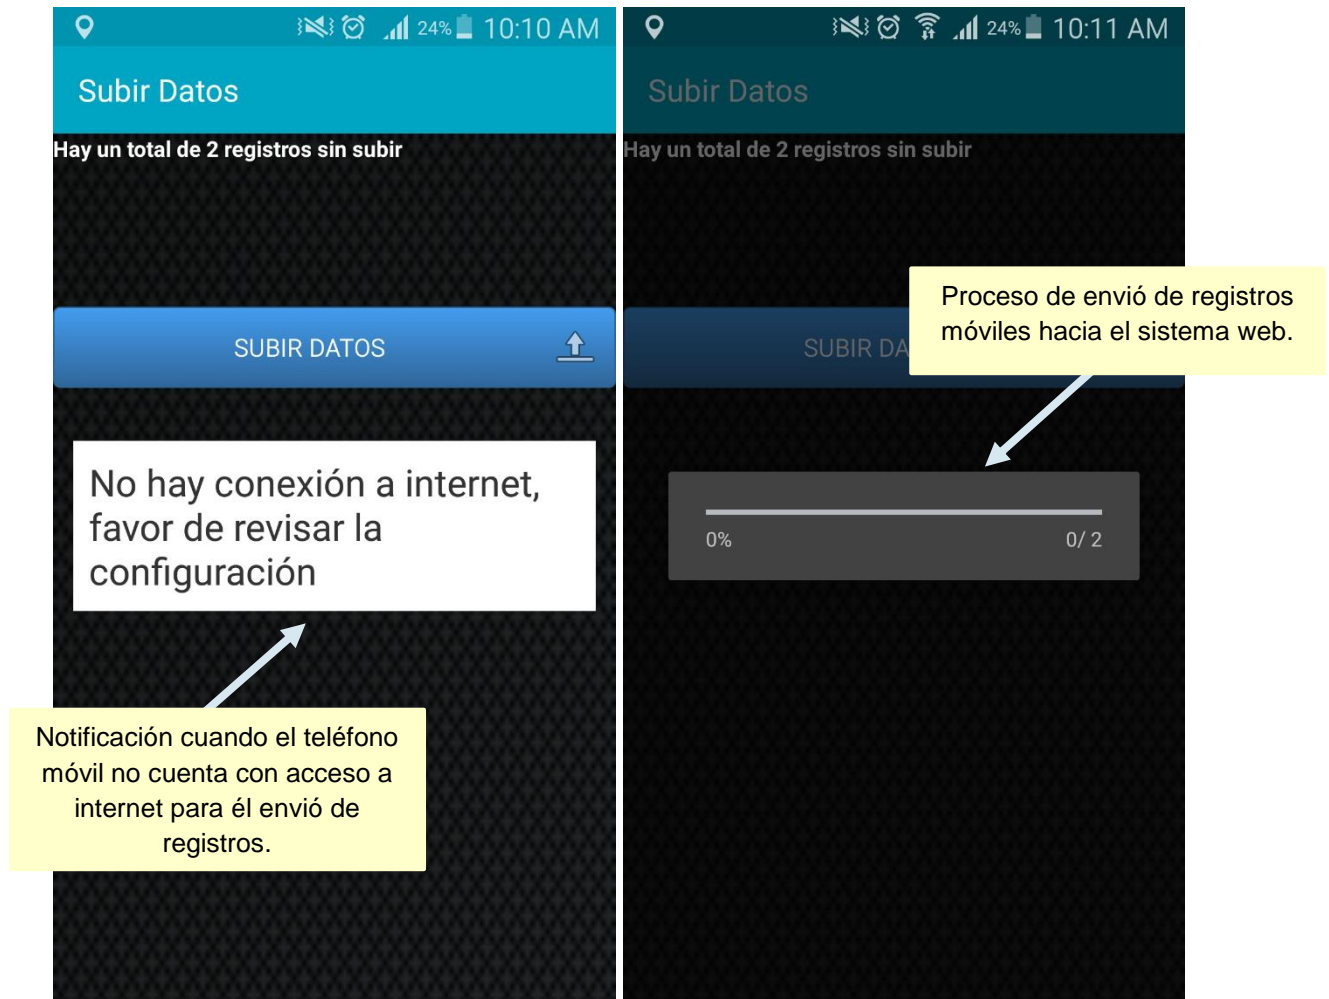 24% 10:10 AM
Subir Datos
Hay un total de 2 registros sin subir
SUBIR DATOS
No hay conexión a internet,
favor de revisar la
configuración
Notificación cuando el teléfono
móvil no cuenta con acceso a
internet para él envió de
registros.
24% 10:11 AM
Subir Datos
Hay un total de 2 registros sin subir
SUBIR DA
Proceso de envió de registros
móviles hacia el sistema web.
0% 0/ 2